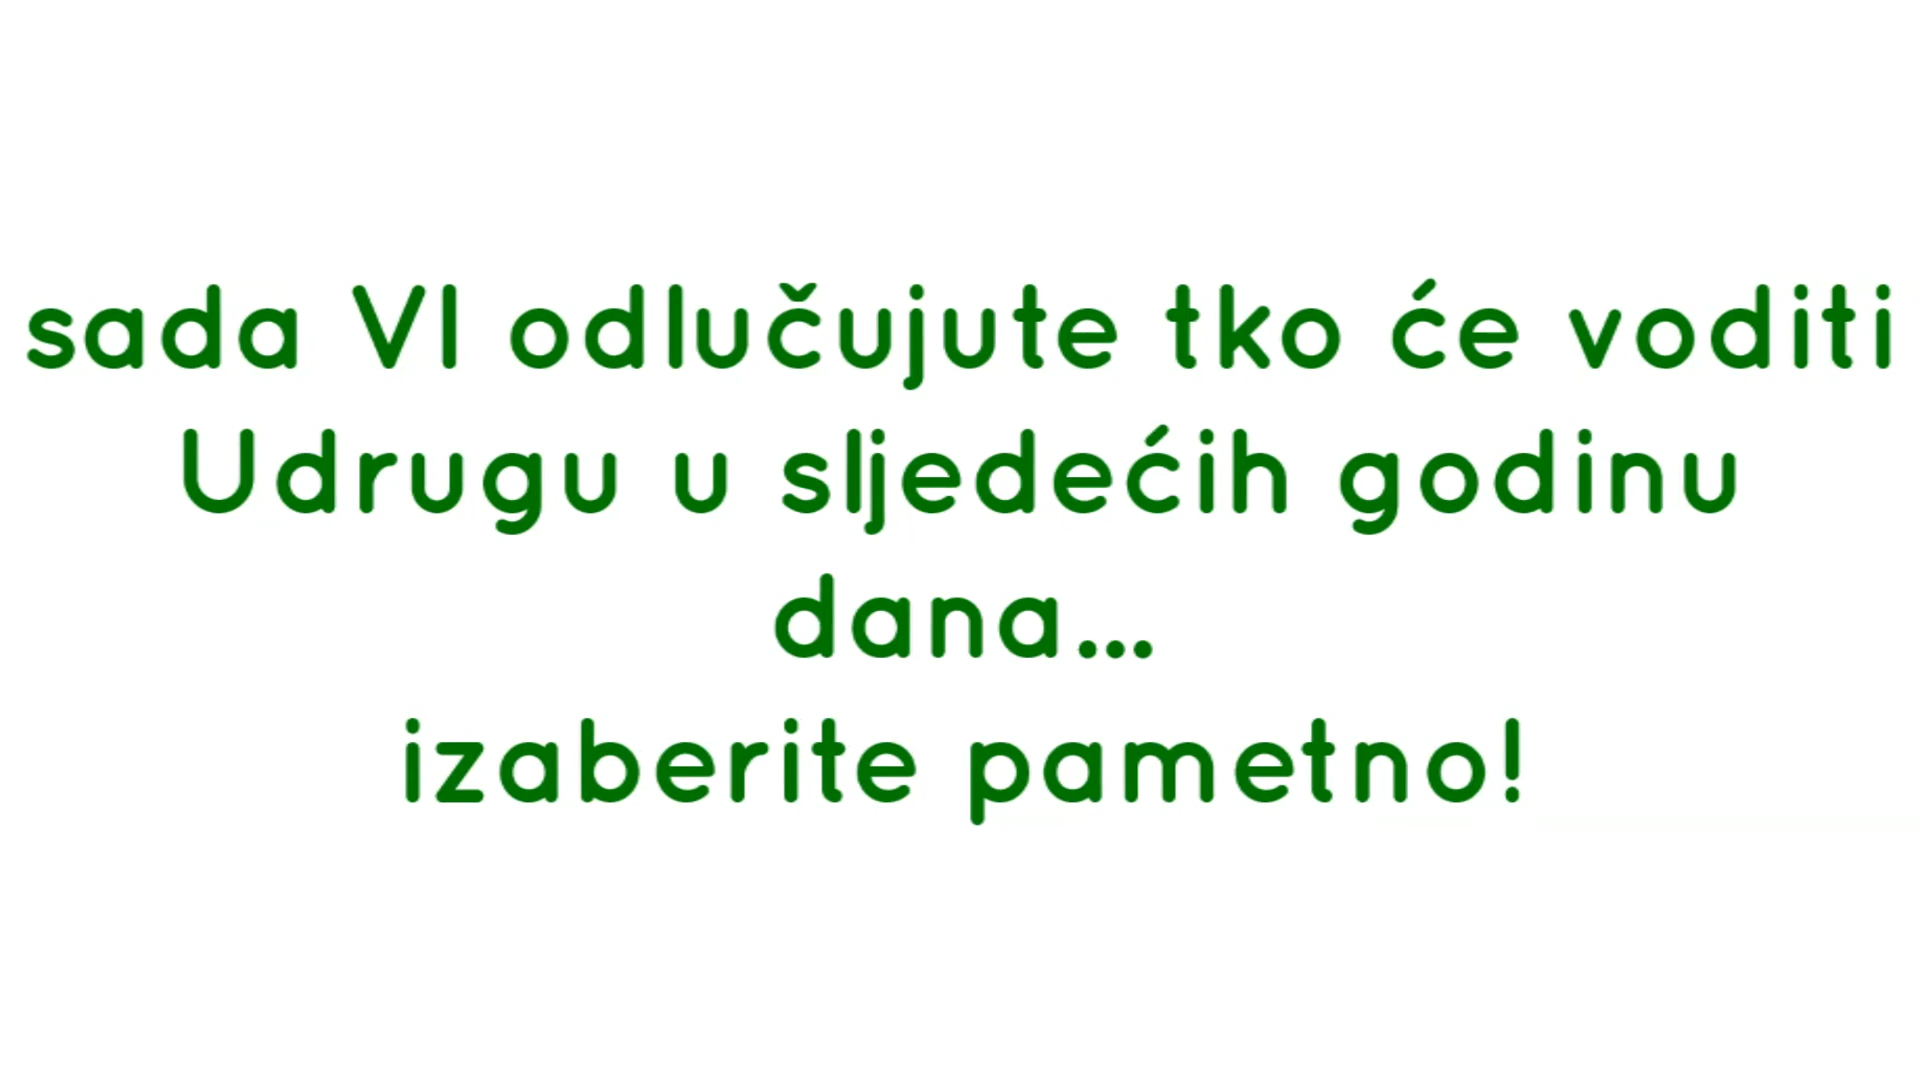 sada VI odlučujute tko će voditi
Udrugu u sljedećih godinu
dana...
izaberite pametno!